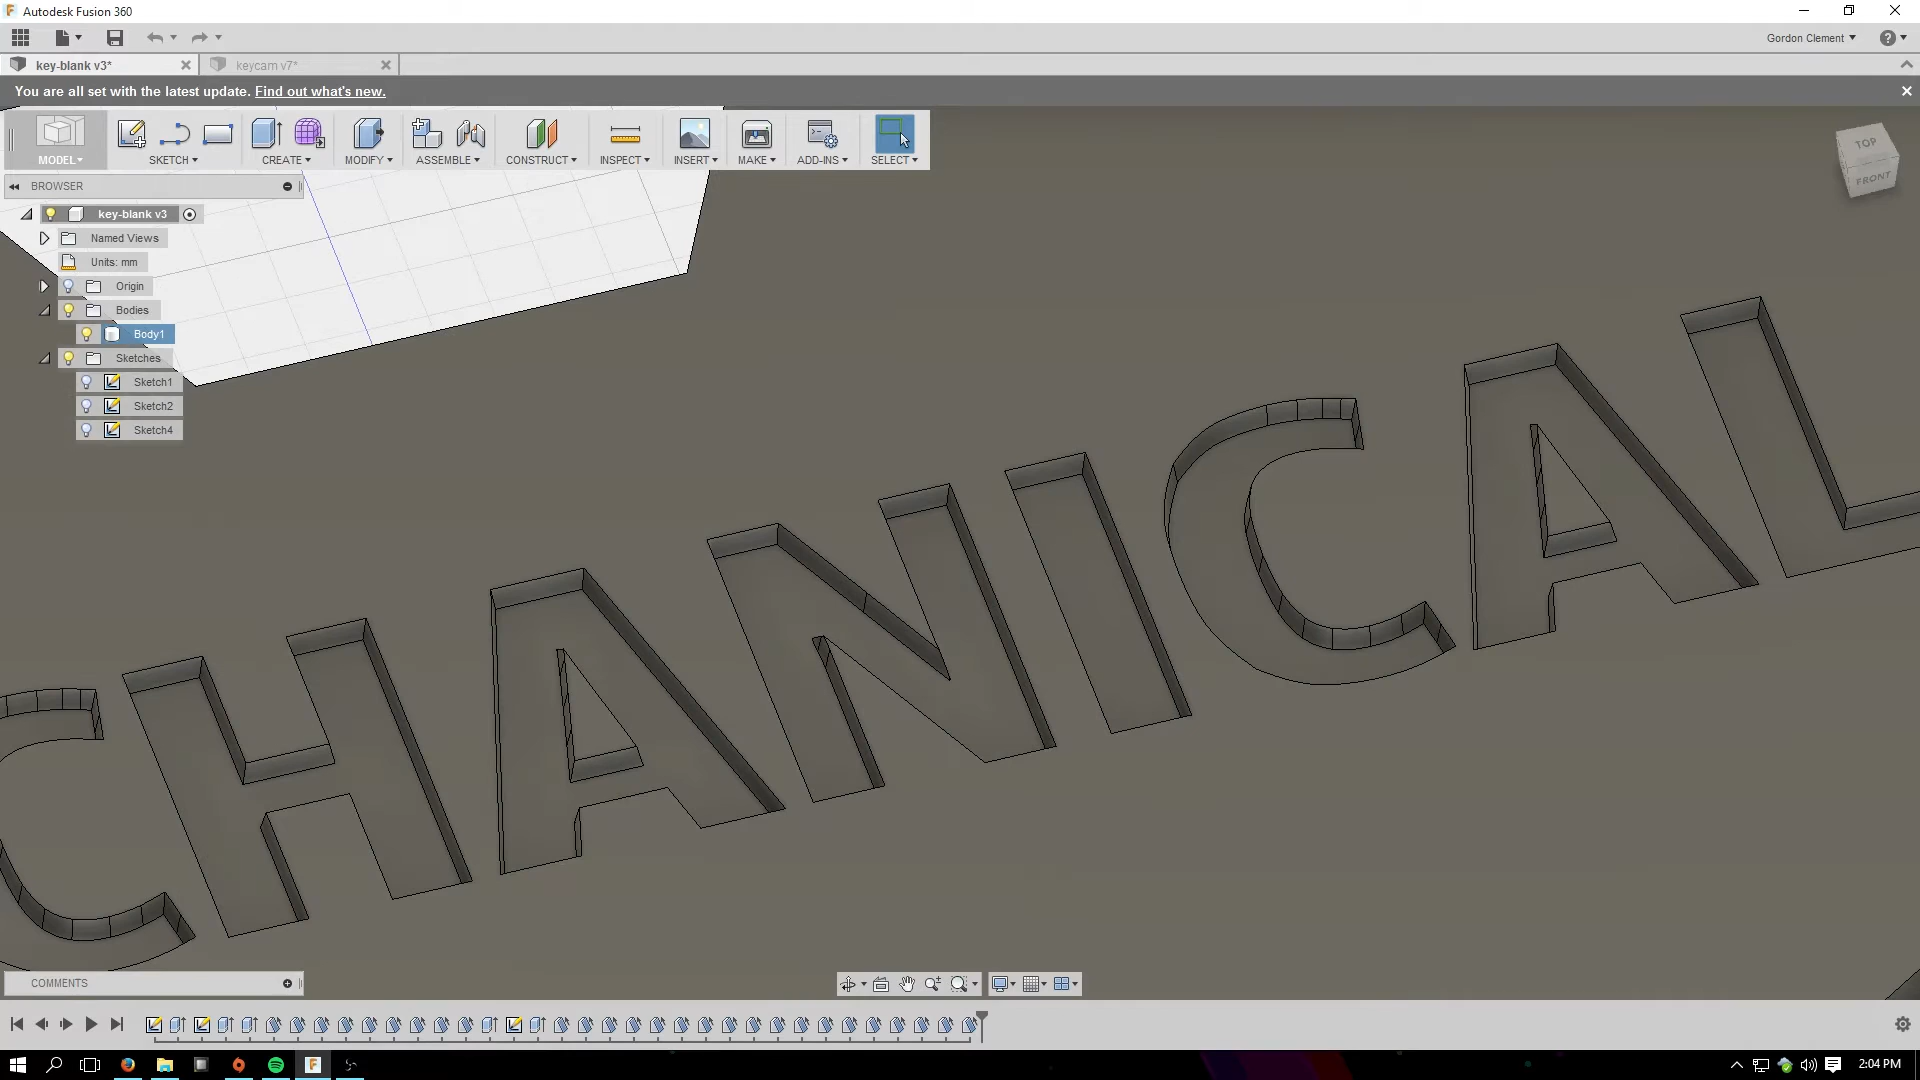 Autodesk Fusion 360
Gordon Clement
key-blank v3*
keycam v7*
You are all set with the latest update. Find out what's new.
MODEL
SKETCH
CREATE
MODIFY
ASSEMBLE
CONSTRUCT
INSPECT
INSERT
MAKE
ADD-INS
SELECT
TOP
FRONT
BROWSER
key-blank v3
Named Views
Units: mm
Origin
Bodies
Body1
Sketches
Sketch1
Sketch2
Sketch4
CHANICAL
COMMENTS
2:04 PM